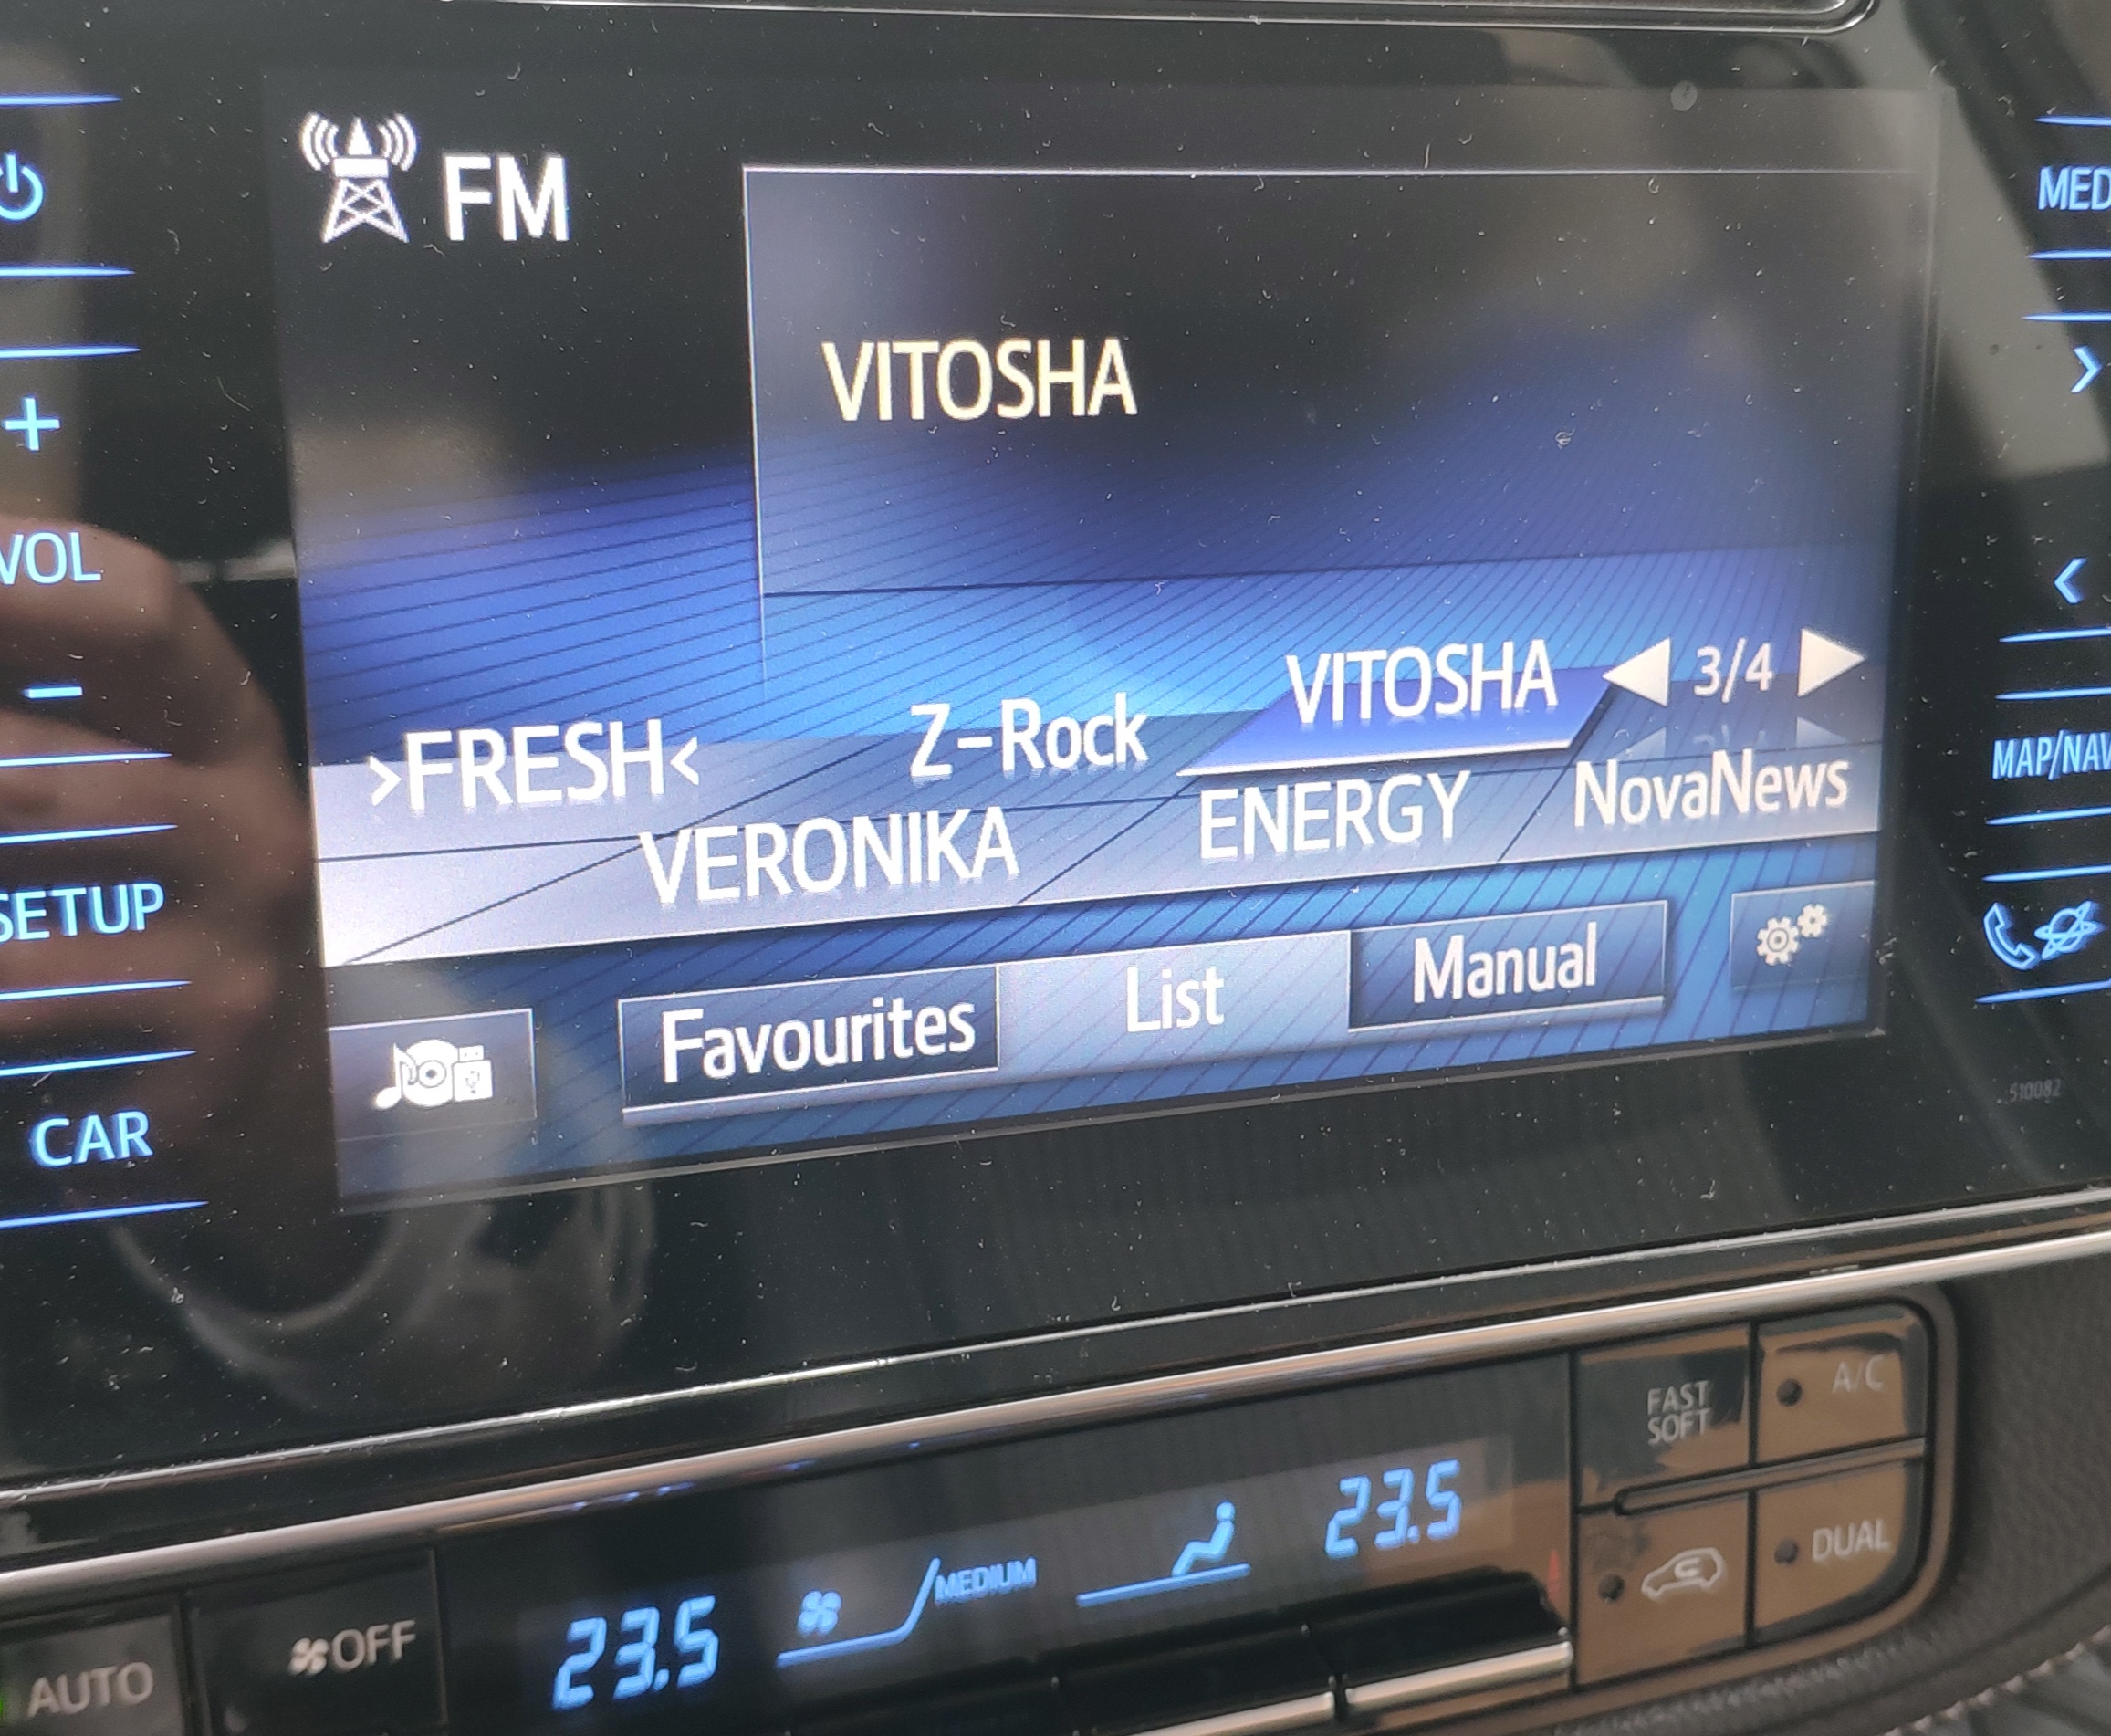 FM
VITOSHA
>FRESH< Z-Rock VITOSHA 3/4
VERONIKA ENERGY NovaNews
Favourites List Manual
+
VOL
−
SETUP
CAR
MED
>
<
MAP/NAV
510082
FAST
SOFT
A/C
DUAL
AUTO
OFF
23.5 MEDIUM 23.5